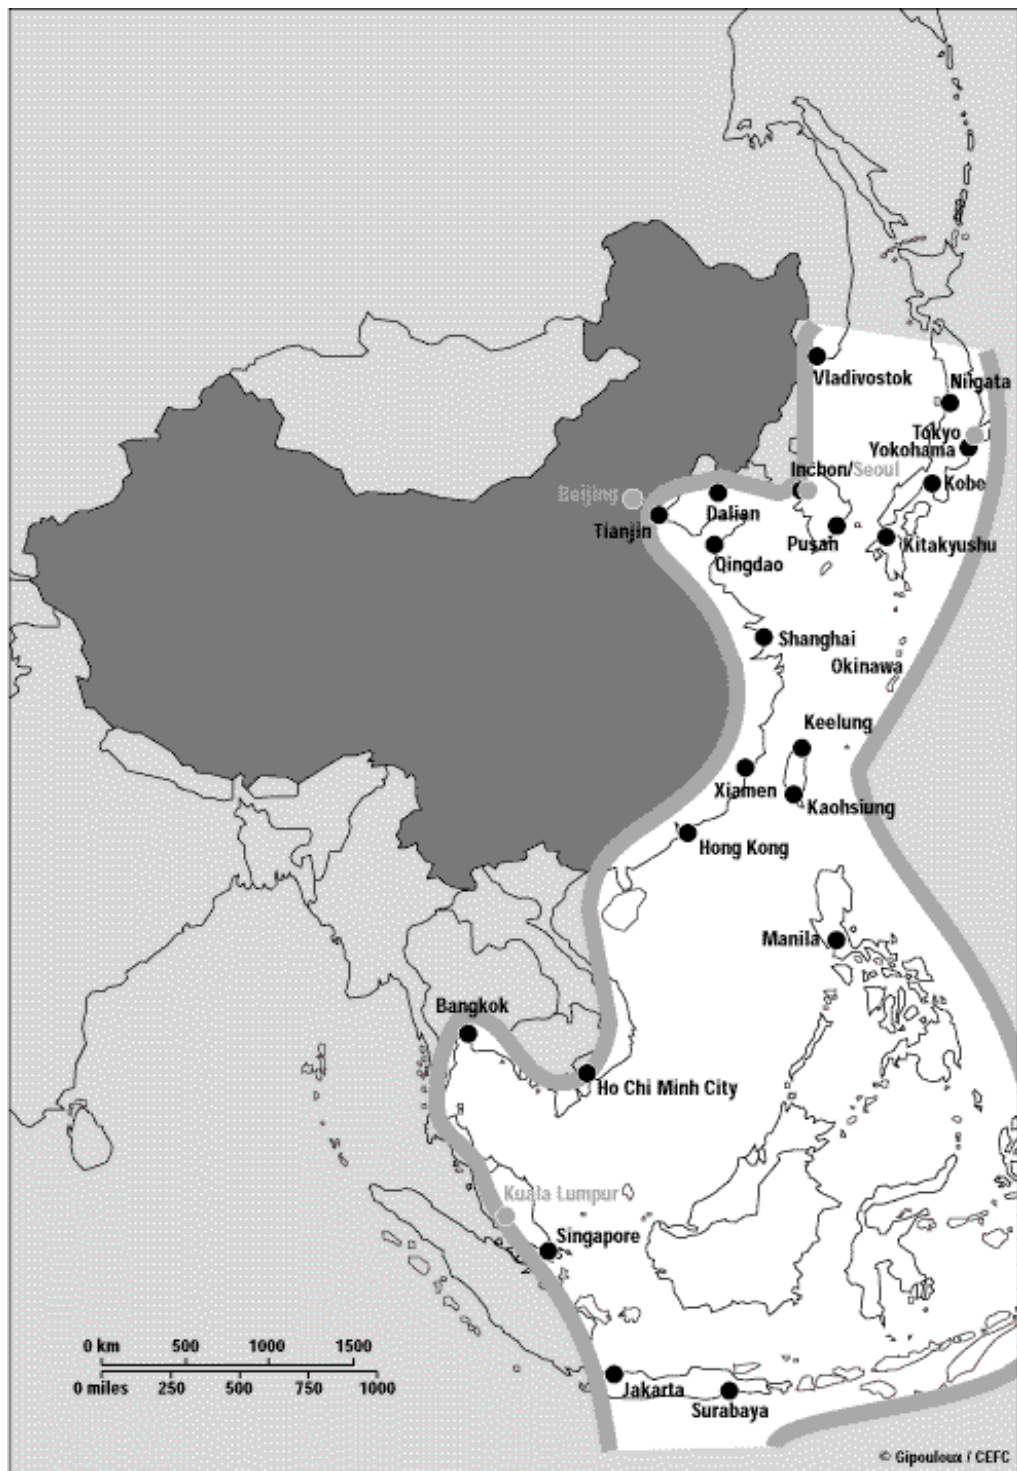 Vladivostok
Niigata
Tokyo
Yokohama
Inchon/Seoul
Kobe
Beijing
Dalian
Tianjin
Pusan
Kitakyushu
Qingdao
Shanghai
Okinawa
Keelung
Xiamen
Kaohsiung
Hong Kong
Manila
Bangkok
Ho Chi Minh City
Kuala Lumpur
Singapore
0 km 500 1000 1500
0 miles 250 500 750 1000
Jakarta
Surabaya
© Gipouloux / CEFC